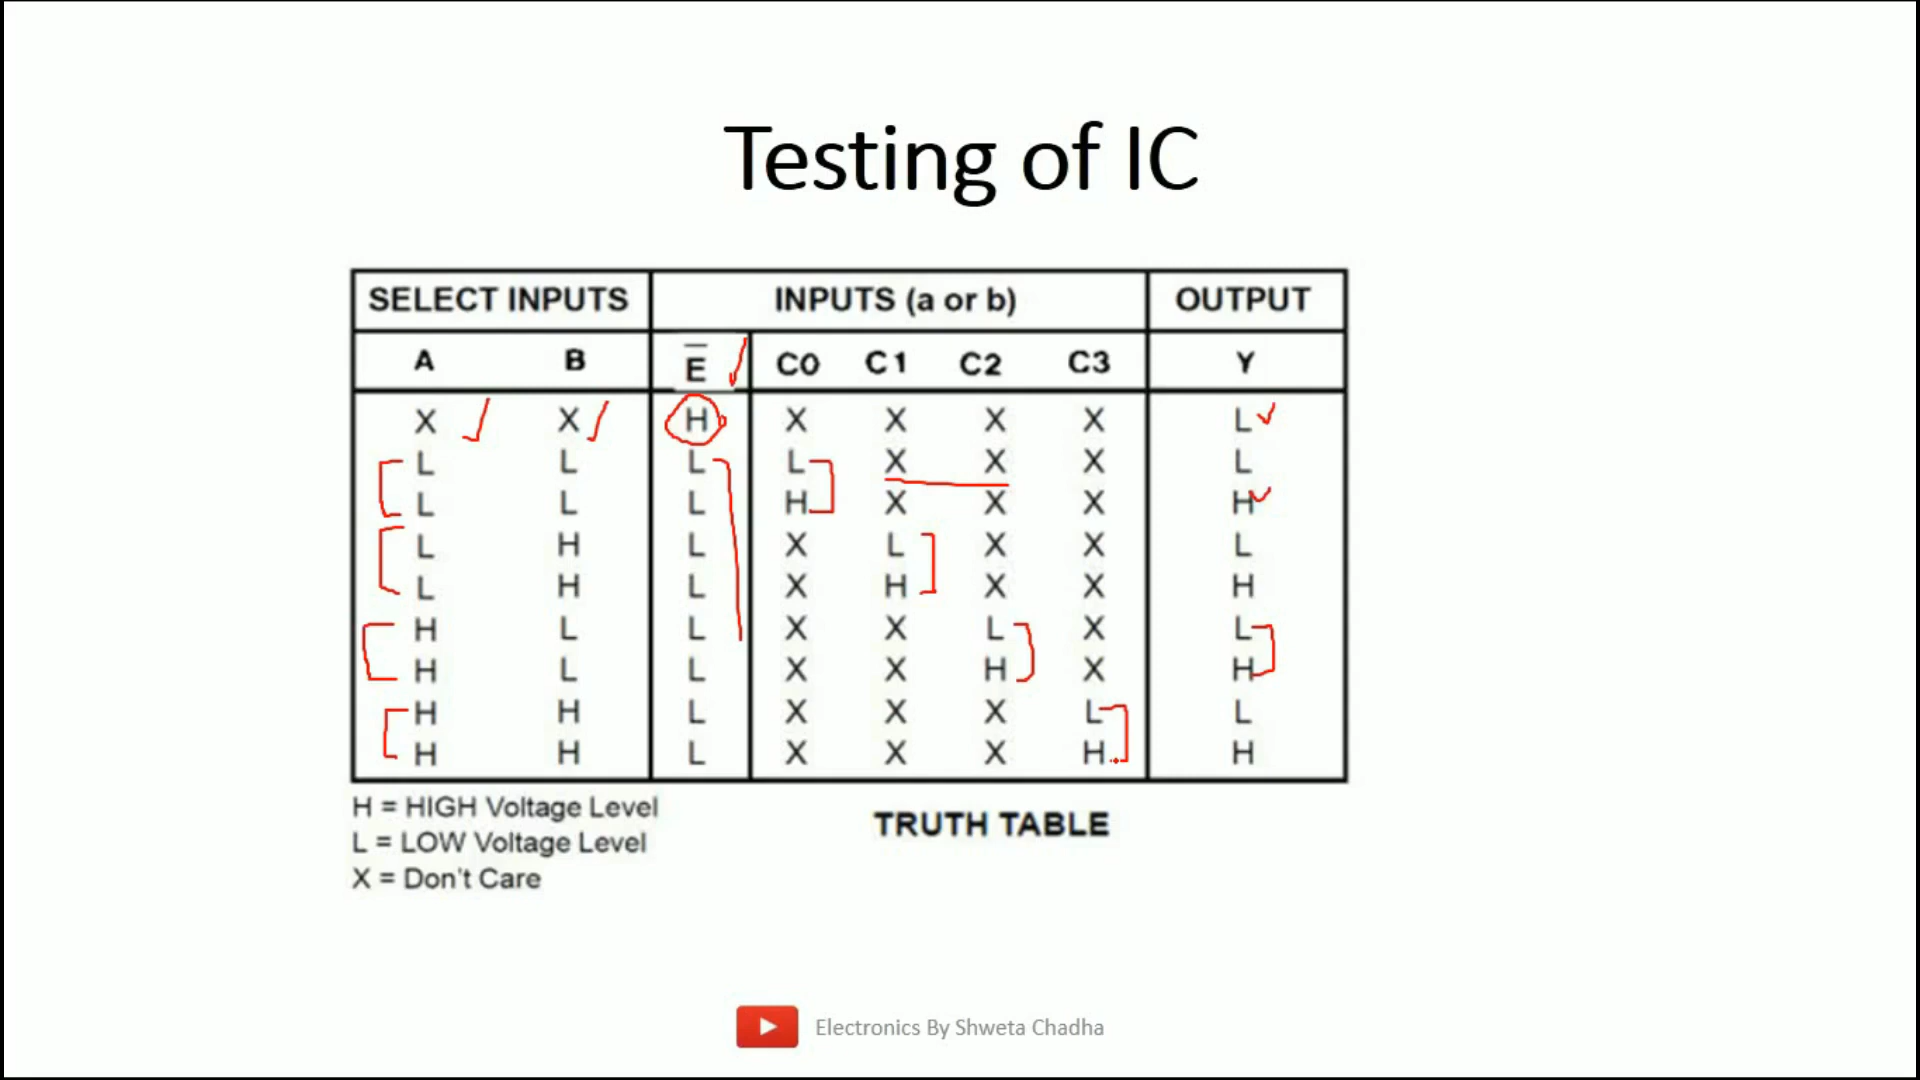 Testing of IC
SELECT INPUTS INPUTS (a or b) OUTPUT
A B E̅ C0 C1 C2 C3 Y
X X H X X X X L
L L L L X X X L
L L L H X X X H
L H L X L X X L
L H L X H X X H
H L L X X L X L
H L L X X H X H
H H L X X X L L
H H L X X X H H
H = HIGH Voltage Level
L = LOW Voltage Level
X = Don't Care
TRUTH TABLE
Electronics By Shweta Chadha